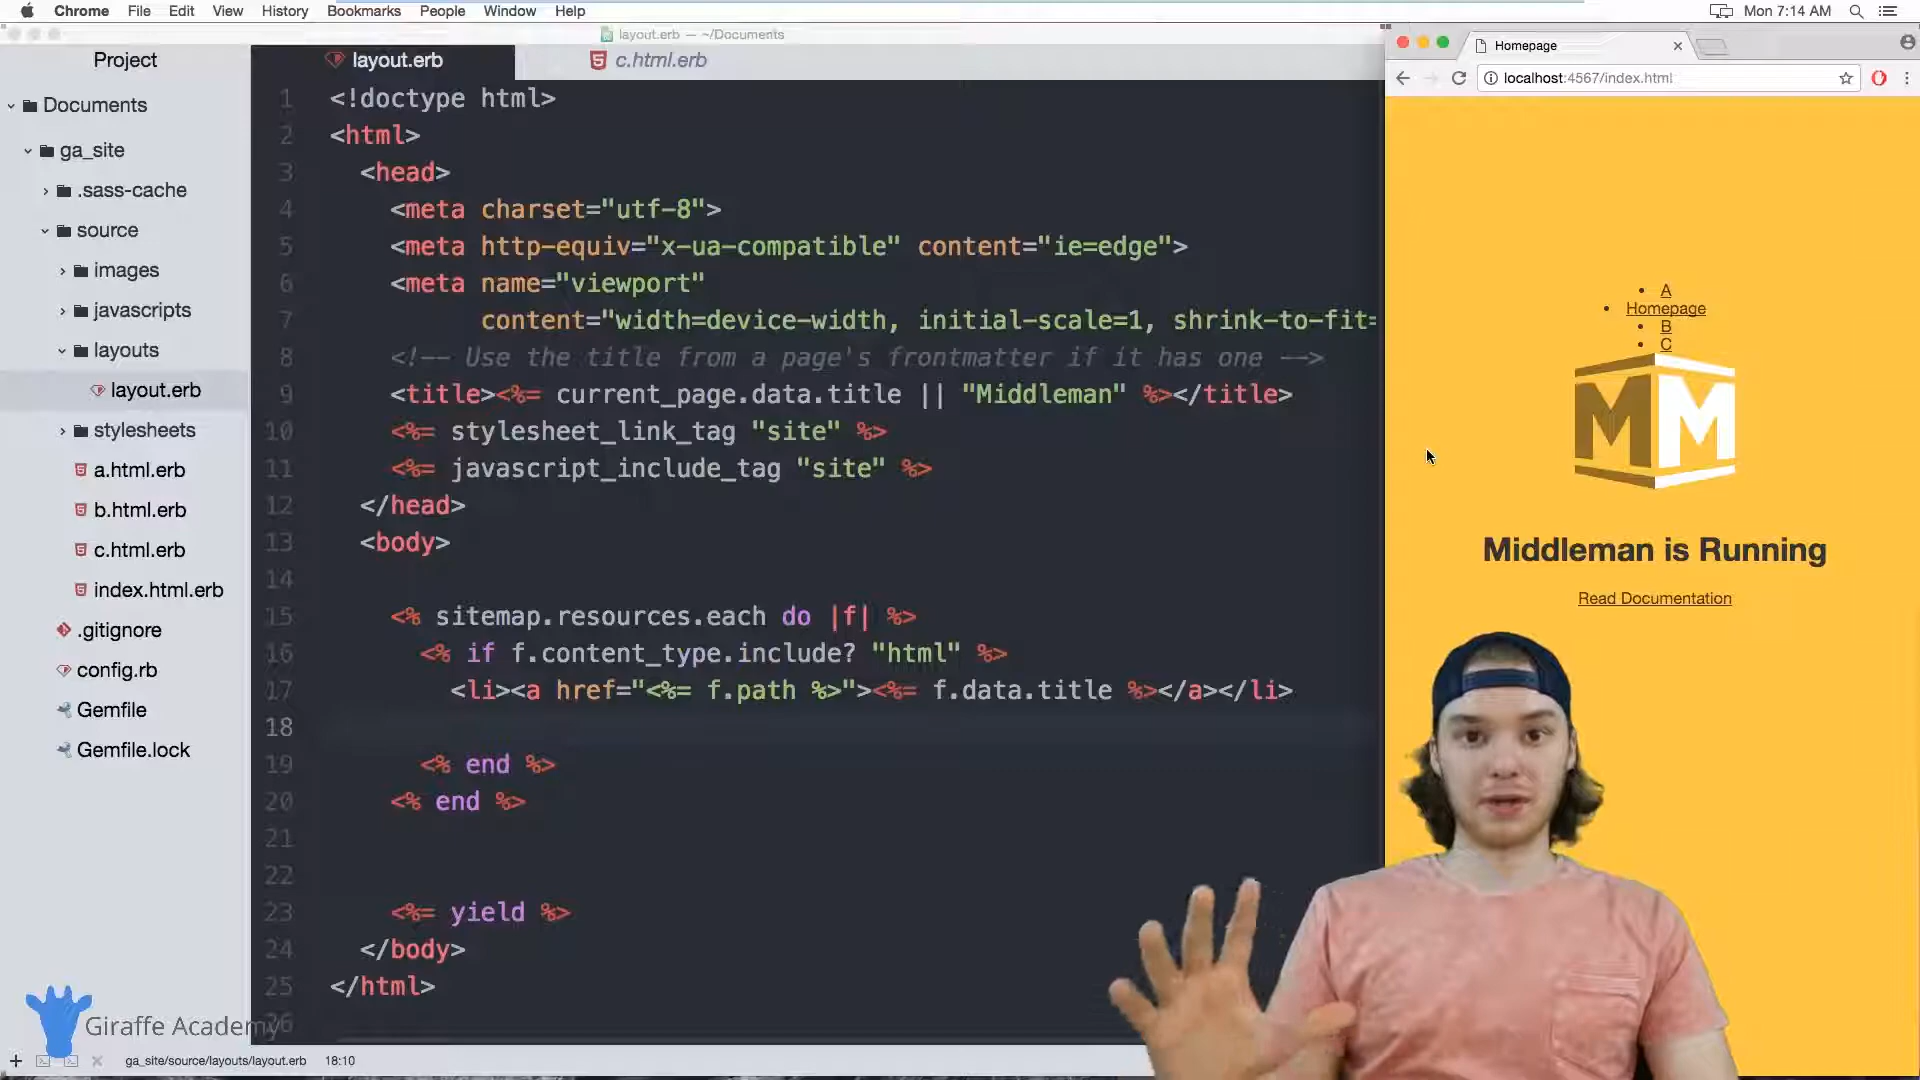 Chrome File Edit View History Bookmarks People Window Help Mon 7:14 AM
layout.erb — ~/Documents
Project
Documents
ga_site
.sass-cache
source
images
javascripts
layouts
layout.erb
stylesheets
a.html.erb
b.html.erb
c.html.erb
index.html.erb
.gitignore
config.rb
Gemfile
Gemfile.lock
layout.erb
c.html.erb
1 <!doctype html>
2 <html>
3 <head>
4 <meta charset="utf-8">
5 <meta http-equiv="x-ua-compatible" content="ie=edge">
6 <meta name="viewport"
7 content="width=device-width, initial-scale=1, shrink-to-fit=
8 <!-- Use the title from a page's frontmatter if it has one -->
9 <title><%= current_page.data.title || "Middleman" %></title>
10 <%= stylesheet_link_tag "site" %>
11 <%= javascript_include_tag "site" %>
12 </head>
13 <body>
14
15 <% sitemap.resources.each do |f| %>
16 <% if f.content_type.include? "html" %>
17 <li><a href="<%= f.path %>"><%= f.data.title %></a></li>
18
19 <% end %>
20 <% end %>
21
22
23 <%= yield %>
24 </body>
25 </html>
26
ga_site/source/layouts/layout.erb 18:10
Giraffe Academy
Homepage
localhost:4567/index.html
A
Homepage
B
C
MM
Middleman is Running
Read Documentation